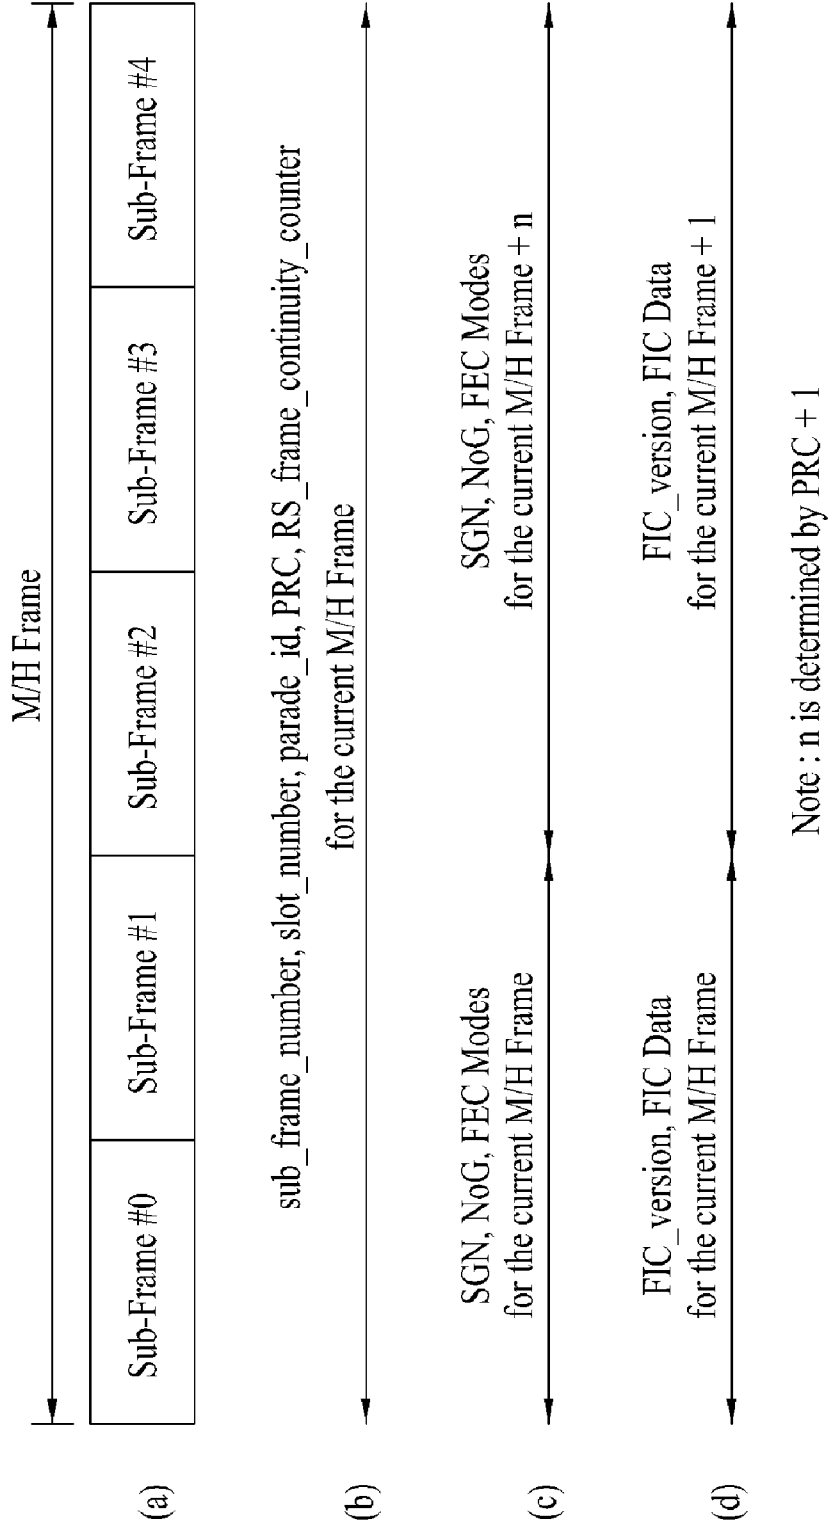 M/H Frame
(a)
Sub-Frame #0
Sub-Frame #1
Sub-Frame #2
Sub-Frame #3
Sub-Frame #4
(b)
sub_frame_number, slot_number, parade_id, PRC, RS_frame_continuity_counter
for the current M/H Frame
(c)
SGN, NoG, FEC Modes
for the current M/H Frame
SGN, NoG, FEC Modes
for the current M/H Frame + n
(d)
FIC_version, FIC Data
for the current M/H Frame
FIC_version, FIC Data
for the current M/H Frame + 1
Note : n is determined by PRC + 1